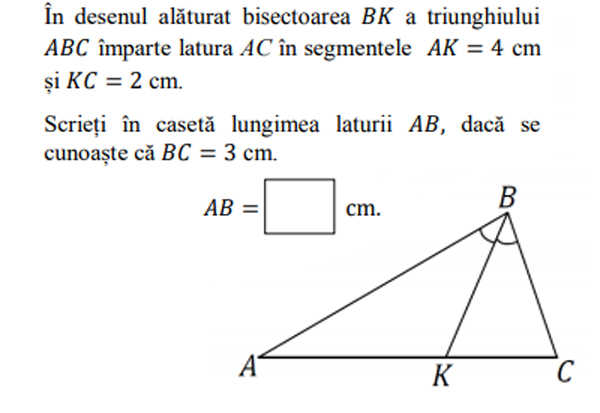 În desenul alăturat bisectoarea BK a triunghiului
ABC împarte latura AC în segmentele AK = 4 cm
și KC = 2 cm.
Scrieți în casetă lungimea laturii AB, dacă se
cunoaște că BC = 3 cm.
AB = cm.
B
A
K
C